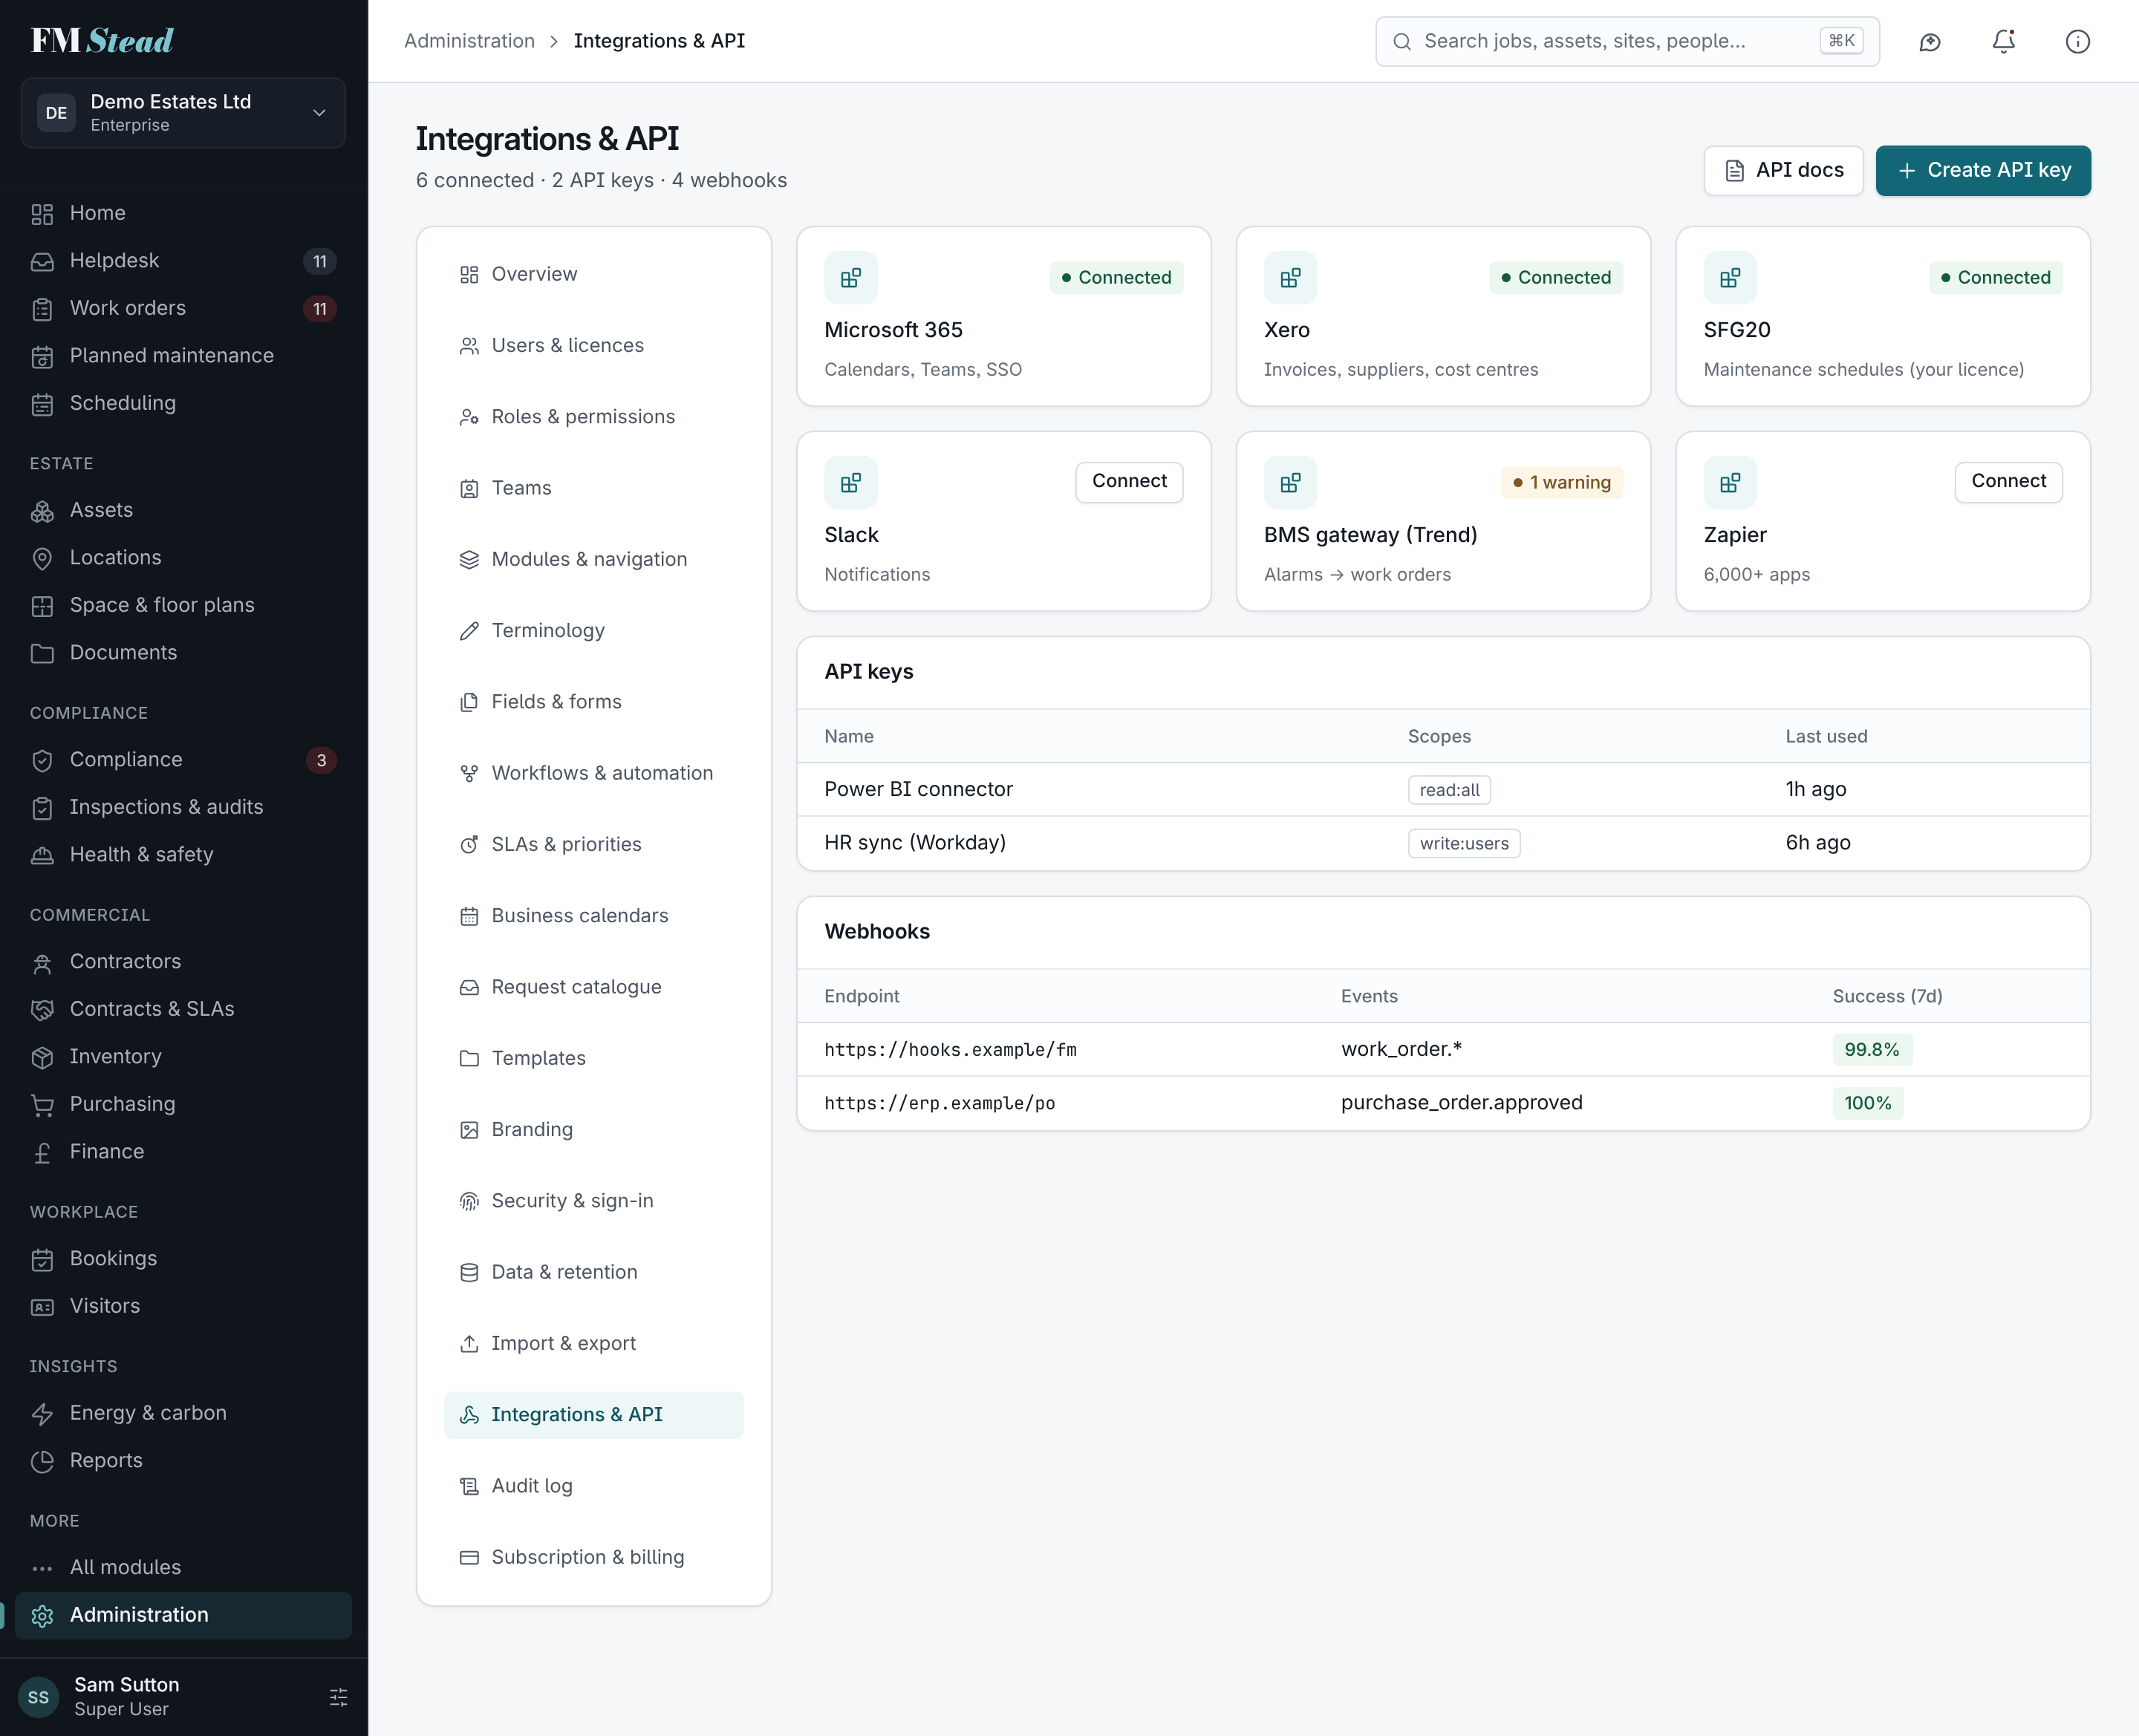 FM Stead
DE
Demo Estates Ltd
Enterprise
Home
Helpdesk 11
Work orders 11
Planned maintenance
Scheduling
ESTATE
Assets
Locations
Space & floor plans
Documents
COMPLIANCE
Compliance 3
Inspections & audits
Health & safety
COMMERCIAL
Contractors
Contracts & SLAs
Inventory
Purchasing
Finance
WORKPLACE
Bookings
Visitors
INSIGHTS
Energy & carbon
Reports
MORE
All modules
Administration
SS
Sam Sutton
Super User
Administration > Integrations & API
Search jobs, assets, sites, people... ⌘K
Integrations & API
6 connected · 2 API keys · 4 webhooks
API docs
+ Create API key
Overview
Users & licences
Roles & permissions
Teams
Modules & navigation
Terminology
Fields & forms
Workflows & automation
SLAs & priorities
Business calendars
Request catalogue
Templates
Branding
Security & sign-in
Data & retention
Import & export
Integrations & API
Audit log
Subscription & billing
Connected
Microsoft 365
Calendars, Teams, SSO
Connected
Xero
Invoices, suppliers, cost centres
Connected
SFG20
Maintenance schedules (your licence)
Connect
Slack
Notifications
1 warning
BMS gateway (Trend)
Alarms → work orders
Connect
Zapier
6,000+ apps
API keys
Name Scopes Last used
Power BI connector read:all 1h ago
HR sync (Workday) write:users 6h ago
Webhooks
Endpoint Events Success (7d)
https://hooks.example/fm work_order.* 99.8%
https://erp.example/po purchase_order.approved 100%